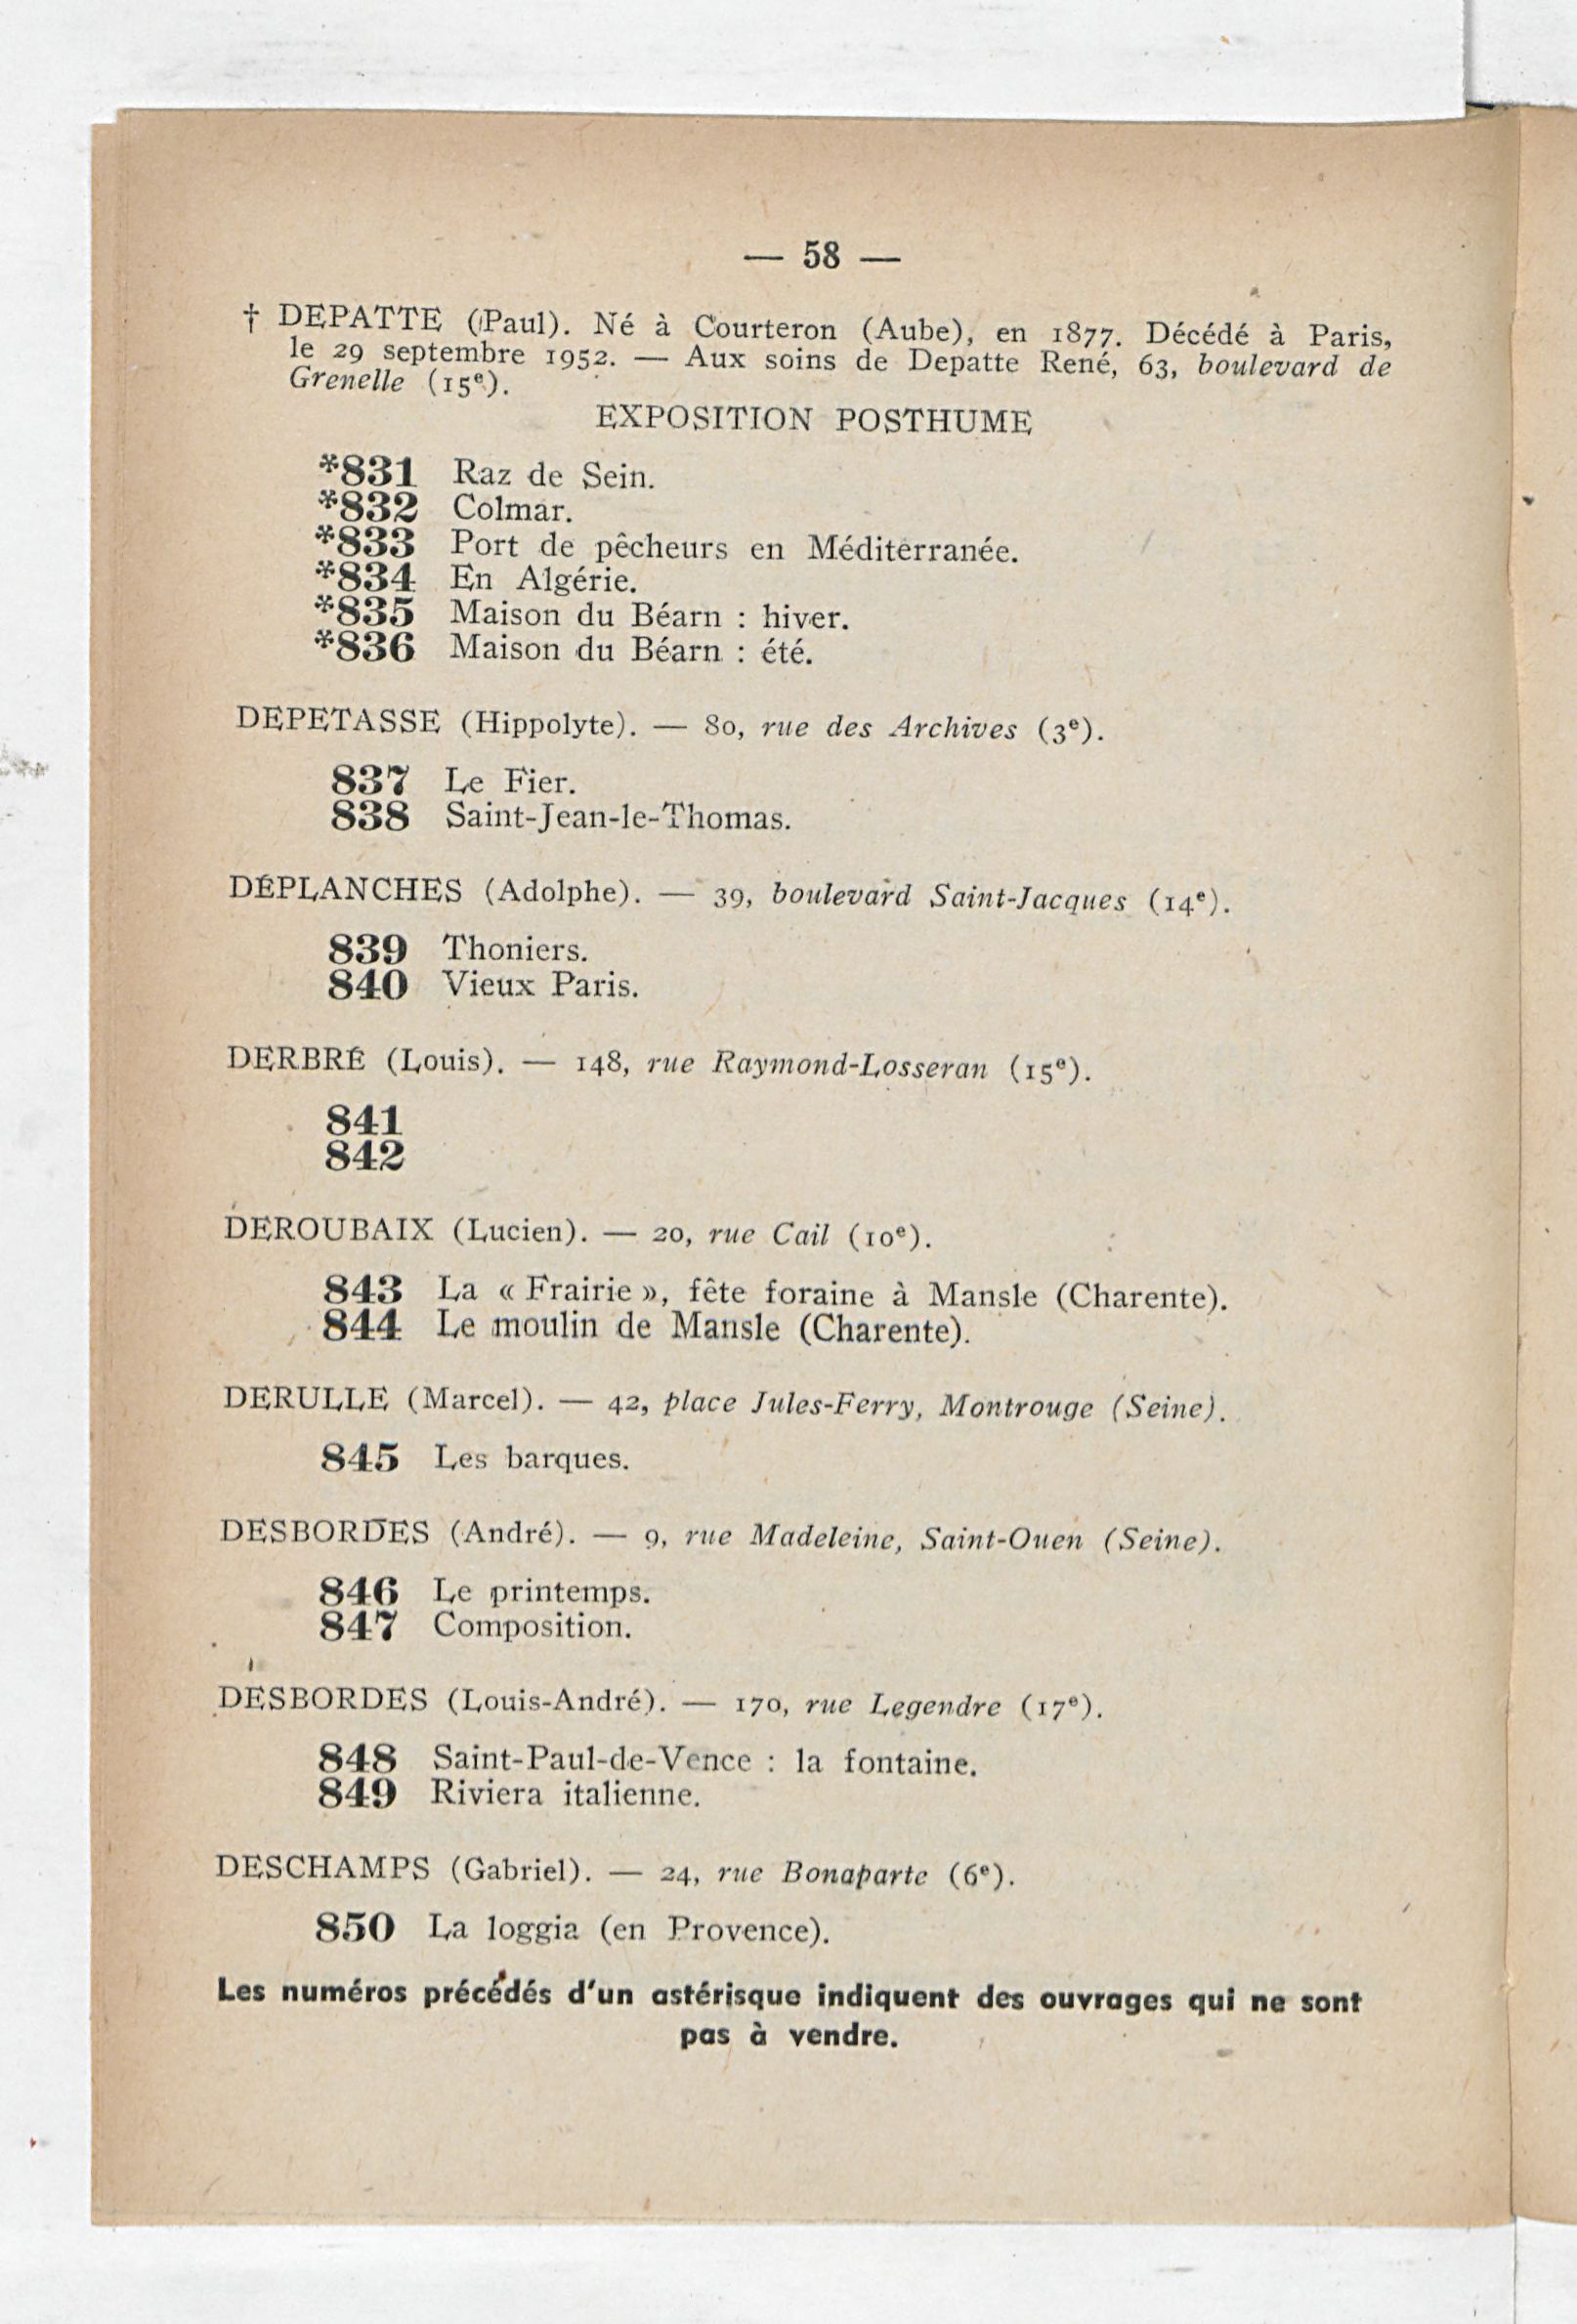 — 58 —
† DEPATTE (Paul). Né à Courteron (Aube), en 1877. Décédé à Paris,
le 29 septembre 1952. — Aux soins de Depatte René, 63, boulevard de
Grenelle (15e).
EXPOSITION POSTHUME
*831 Raz de Sein.
*832 Colmar.
*833 Port de pêcheurs en Méditerranée.
*834 En Algérie.
*835 Maison du Béarn : hiver.
*836 Maison du Béarn : été.
DEPETASSE (Hippolyte). — 80, rue des Archives (3e).
837 Le Fier.
838 Saint-Jean-le-Thomas.
DÉPLANCHES (Adolphe). — 39, boulevard Saint-Jacques (14e).
839 Thoniers.
840 Vieux Paris.
DERBRÉ (Louis). — 148, rue Raymond-Losseran (15e).
841
842
DEROUBAIX (Lucien). — 20, rue Cail (10e).
843 La « Frairie », fête foraine à Mansle (Charente).
844 Le moulin de Mansle (Charente).
DERULLE (Marcel). — 42, place Jules-Ferry, Montrouge (Seine).
845 Les barques.
DESBORDES (André). — 9, rue Madeleine, Saint-Ouen (Seine).
846 Le printemps.
847 Composition.
DESBORDES (Louis-André). — 170, rue Legendre (17e).
848 Saint-Paul-de-Vence : la fontaine.
849 Riviera italienne.
DESCHAMPS (Gabriel). — 24, rue Bonaparte (6e).
850 La loggia (en Provence).
Les numéros précédés d'un astérisque indiquent des ouvrages qui ne sont
pas à vendre.